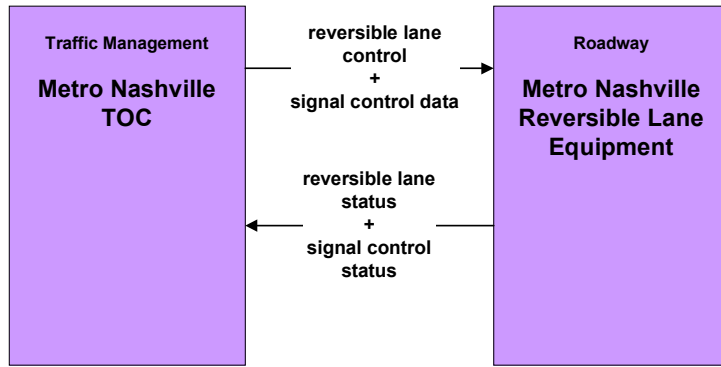 Traffic Management
Metro Nashville
TOC
reversible lane
control
+
signal control data
Roadway
Metro Nashville
Reversible Lane
Equipment
reversible lane
status
+
signal control
status